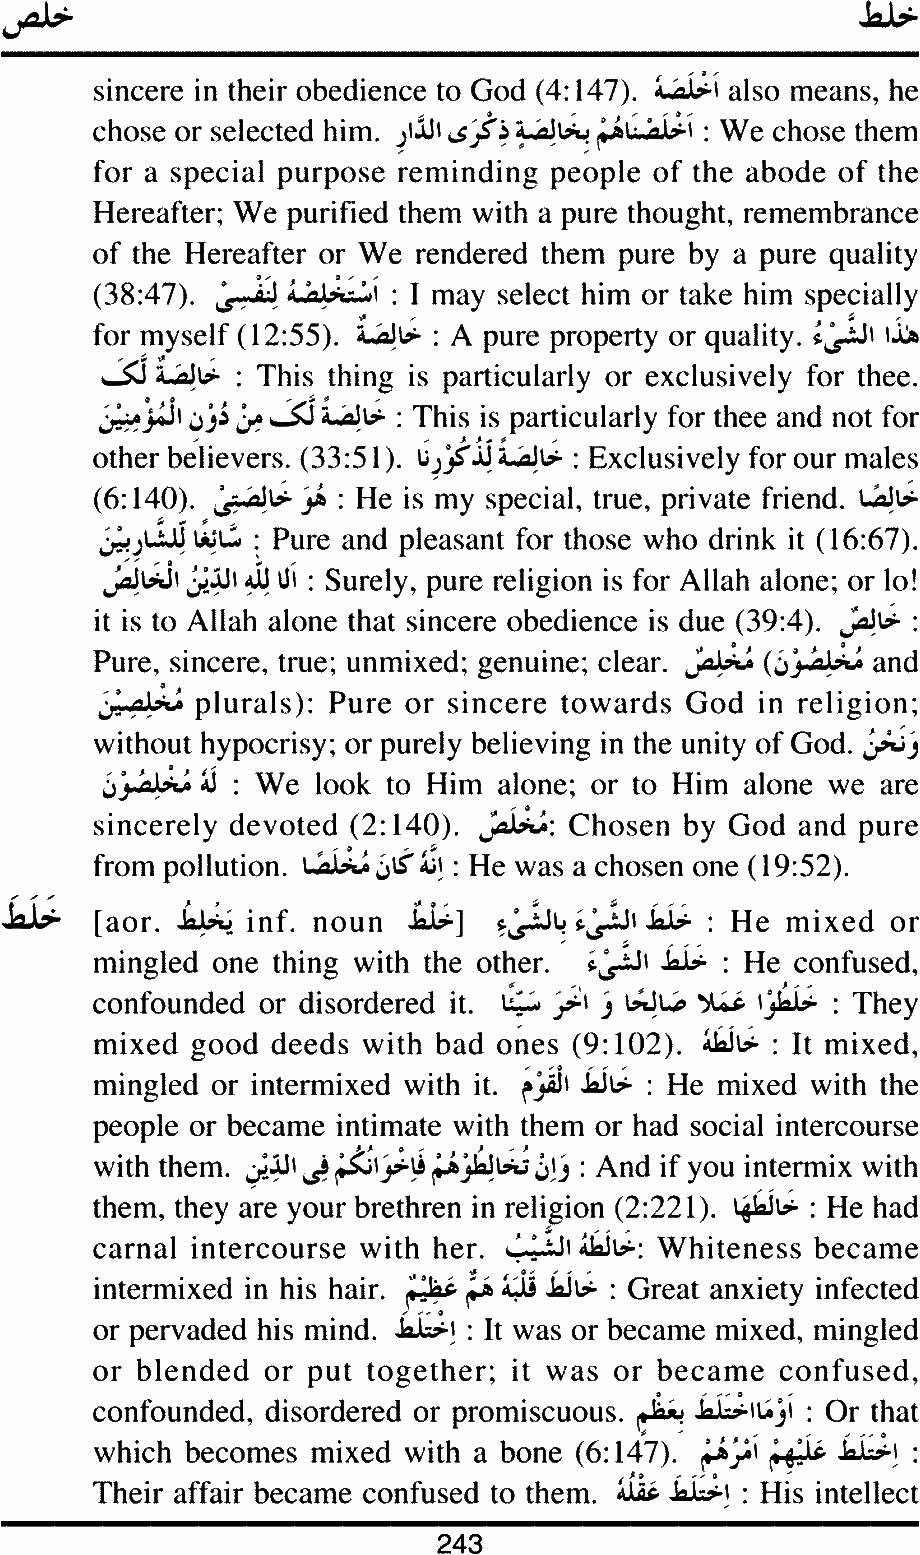 خلص خلط
sincere in their obedience to God (4:147). اَخْلَصَهُ also means, he
chose or selected him. اَخْلَصْنَاهُمْ بِخَالِصَةٍ ذِكْرَى الدَّارِ : We chose them
for a special purpose reminding people of the abode of the
Hereafter; We purified them with a pure thought, remembrance
of the Hereafter or We rendered them pure by a pure quality
(38:47). اَسْتَخْلِصْهُ لِنَفْسِيْ : I may select him or take him specially
for myself (12:55). خَالِصَةٌ : A pure property or quality. هٰذَا الشَّيْءُ
خَالِصَةٌ لَّكَ : This thing is particularly or exclusively for thee.
خَالِصَةً لَّكَ مِنْ دُوْنِ الْمُؤْمِنِيْنَ : This is particularly for thee and not for
other believers. (33:51). خَالِصَةٌ لِّذُكُوْرِنَا : Exclusively for our males
(6:140). هُوَ خَالِصَتِيْ : He is my special, true, private friend. خَالِصًا
سَّائِغًا لِّلشَّارِبِيْنَ : Pure and pleasant for those who drink it (16:67).
اَلَا لِلّٰهِ الدِّيْنُ الْخَالِصُ : Surely, pure religion is for Allah alone; or lo!
it is to Allah alone that sincere obedience is due (39:4). خَالِصٌ :
Pure, sincere, true; unmixed; genuine; clear. مُخْلِصٌ (مُخْلِصُوْنَ and
مُخْلِصِيْنَ plurals): Pure or sincere towards God in religion;
without hypocrisy; or purely believing in the unity of God. وَنَحْنُ
لَهُ مُخْلِصُوْنَ : We look to Him alone; or to Him alone we are
sincerely devoted (2:140). مُخْلَصٌ: Chosen by God and pure
from pollution. اِنَّهُ كَانَ مُخْلَصًا : He was a chosen one (19:52).
خَلَطَ [aor. يَخْلِطُ inf. noun خَلْطٌ] خَلَطَ الشَّيْءَ بِالشَّيْءِ : He mixed or
mingled one thing with the other. خَلَطَ الشَّيْءَ : He confused,
confounded or disordered it. خَلَطُوْا عَمَلًا صَالِحًا وَ اٰخَرَ سَيِّئًا : They
mixed good deeds with bad ones (9:102). خَالَطَهُ : It mixed,
mingled or intermixed with it. خَالَطَ الْقَوْمَ : He mixed with the
people or became intimate with them or had social intercourse
with them. وَاِنْ تُخَالِطُوْهُمْ فَاِخْوَانُكُمْ فِي الدِّيْنِ : And if you intermix with
them, they are your brethren in religion (2:221). خَالَطَهَا : He had
carnal intercourse with her. خَالَطَهُ الشَّيْبُ: Whiteness became
intermixed in his hair. خَالَطَ قَلْبَهُ هَمٌّ عَظِيْمٌ : Great anxiety infected
or pervaded his mind. اِخْتَلَطَ : It was or became mixed, mingled
or blended or put together; it was or became confused,
confounded, disordered or promiscuous. اَوْمَااخْتَلَطَ بِعَظْمٍ : Or that
which becomes mixed with a bone (6:147). اِخْتَلَطَ عَلَيْهِمْ اَمْرُهُمْ :
Their affair became confused to them. اِخْتَلَطَ عَقْلُهُ : His intellect
243